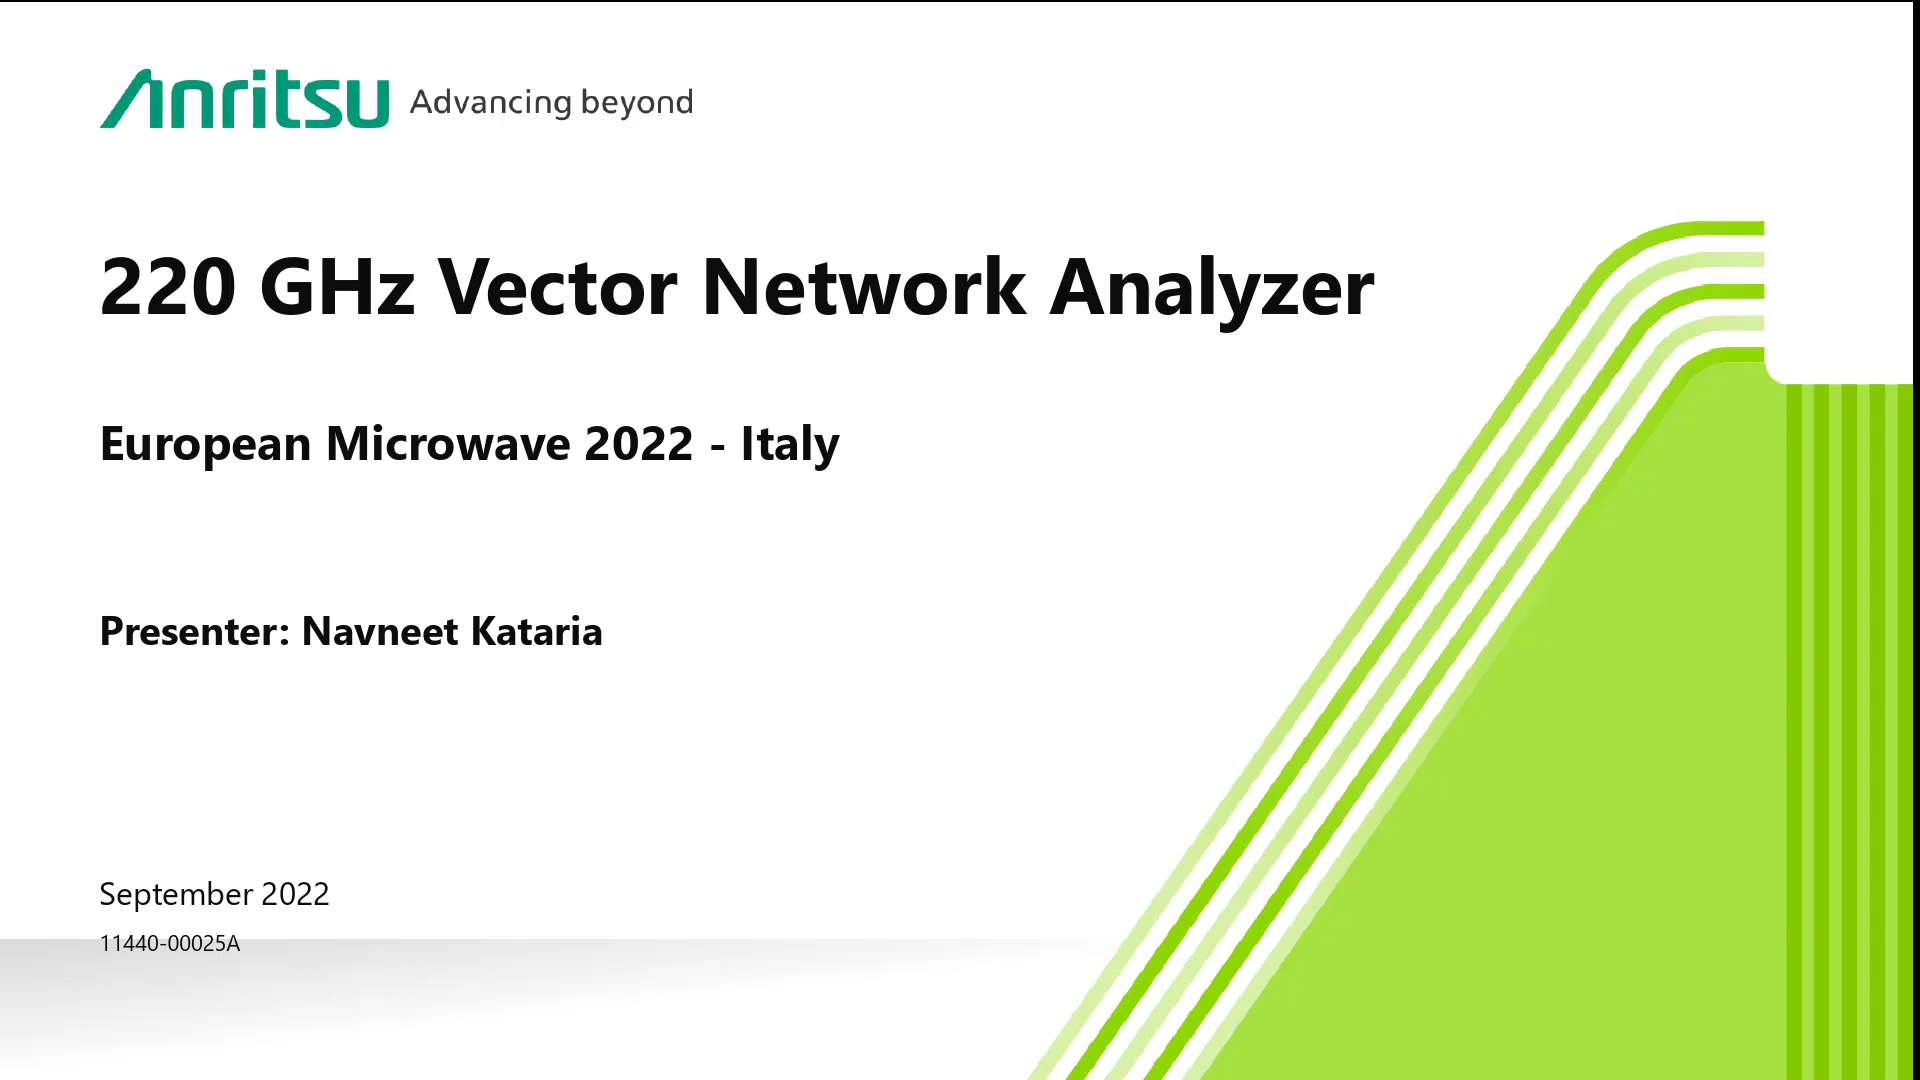 Anritsu Advancing beyond
220 GHz Vector Network Analyzer
European Microwave 2022 - Italy
Presenter: Navneet Kataria
September 2022
11440-00025A